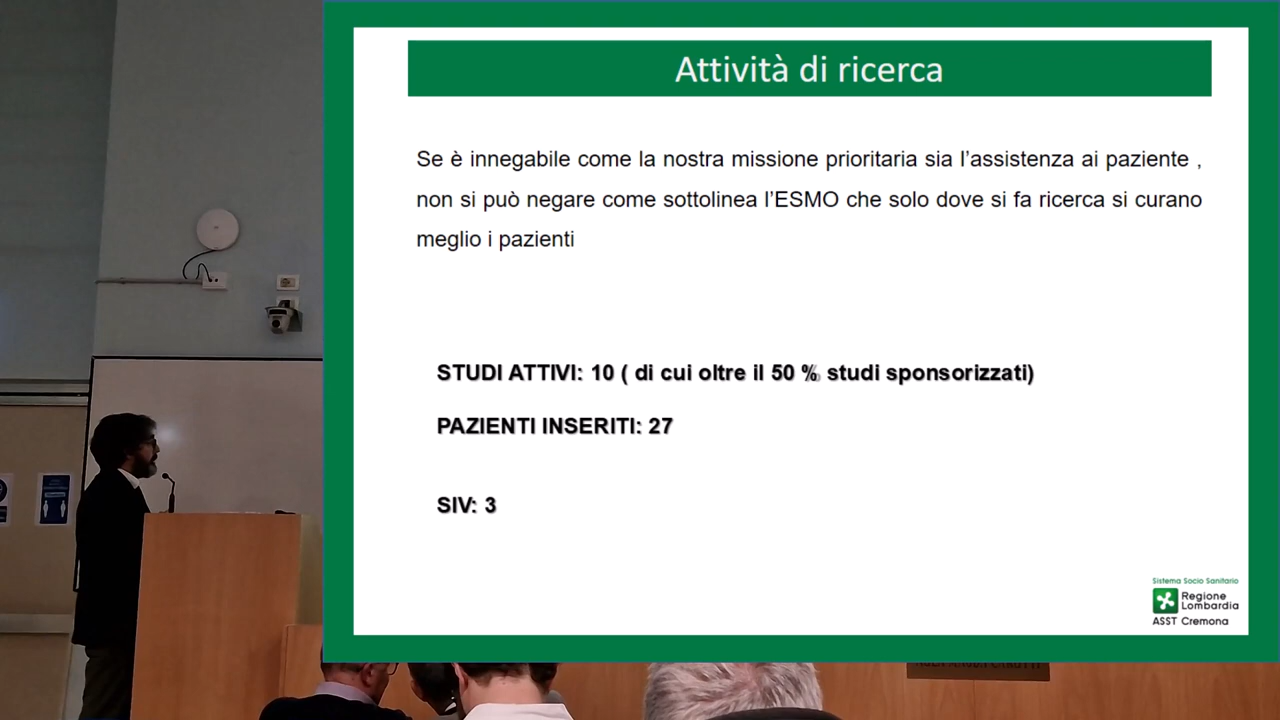 Attività di ricerca
Se è innegabile come la nostra missione prioritaria sia l'assistenza ai paziente ,
non si può negare come sottolinea l'ESMO che solo dove si fa ricerca si curano
meglio i pazienti
STUDI ATTIVI: 10 ( di cui oltre il 50 % studi sponsorizzati)
PAZIENTI INSERITI: 27
SIV: 3
Sistema Socio Sanitario
Regione
Lombardia
ASST Cremona